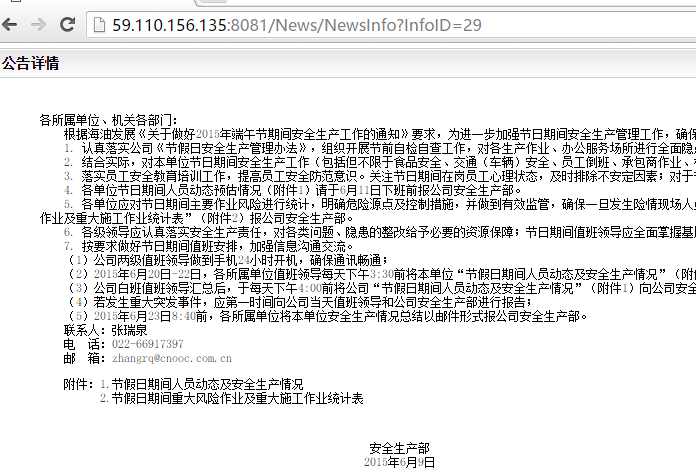 59.110.156.135:8081/News/NewsInfo?InfoID=29
公告详情
各所属单位、机关各部门：
根据海油发展《关于做好2015年端午节期间安全生产工作的通知》要求，为进一步加强节日期间安全生产管理工作，确保
1. 认真落实公司《节假日安全生产管理办法》，组织开展节前自检自查工作，对各生产作业、办公服务场所进行全面隐
2. 结合实际，对本单位节日期间安全生产工作（包括但不限于食品安全、交通（车辆）安全、员工倒班、承包商作业、
3. 落实员工安全教育培训工作，提高员工安全防范意识。关注节日期间在岗员工心理状态，及时排除不安定因素；对于
4. 各单位节日期间人员动态预估情况（附件1）请于6月11日下班前报公司安全生产部。
5. 各单位应对节日期间主要作业风险进行统计，明确危险源点及控制措施，并做到有效监管，确保一旦发生险情现场人
作业及重大施工作业统计表”（附件2）报公司安全生产部。
6. 各级领导应认真落实安全生产责任，对各类问题、隐患的整改给予必要的资源保障；节日期间值班领导应全面掌握基
7. 按要求做好节日期间值班安排，加强信息沟通交流。
（1）公司两级值班领导做到手机24小时开机，确保通讯畅通；
（2）2015年6月20日-22日，各所属单位值班领导每天下午3:30前将本单位“节假日期间人员动态及安全生产情况”（附
（3）公司白班值班领导汇总后，于每天下午4:00前将公司“节假日期间人员动态及安全生产情况”（附件1）向公司安
（4）若发生重大突发事件，应第一时间向公司当天值班领导和公司安全生产部进行报告；
（5）2015年6月23日8:40前，各所属单位将本单位安全生产情况总结以邮件形式报公司安全生产部。
联系人：张瑞泉
电　话：022-66917397
邮　箱：zhangrq@cnooc.com.cn
附件：1.节假日期间人员动态及安全生产情况
2.节假日期间重大风险作业及重大施工作业统计表
安全生产部
2015年6月9日